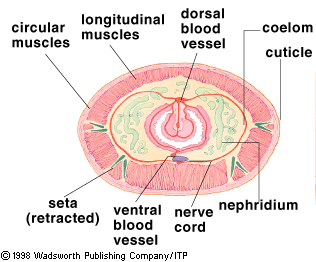 circular
muscles
longitudinal
muscles
dorsal
blood
vessel
coelom
cuticle
seta
(retracted)
ventral
blood
vessel
nerve
cord
nephridium
© 1998 Wadsworth Publishing Company/ITP